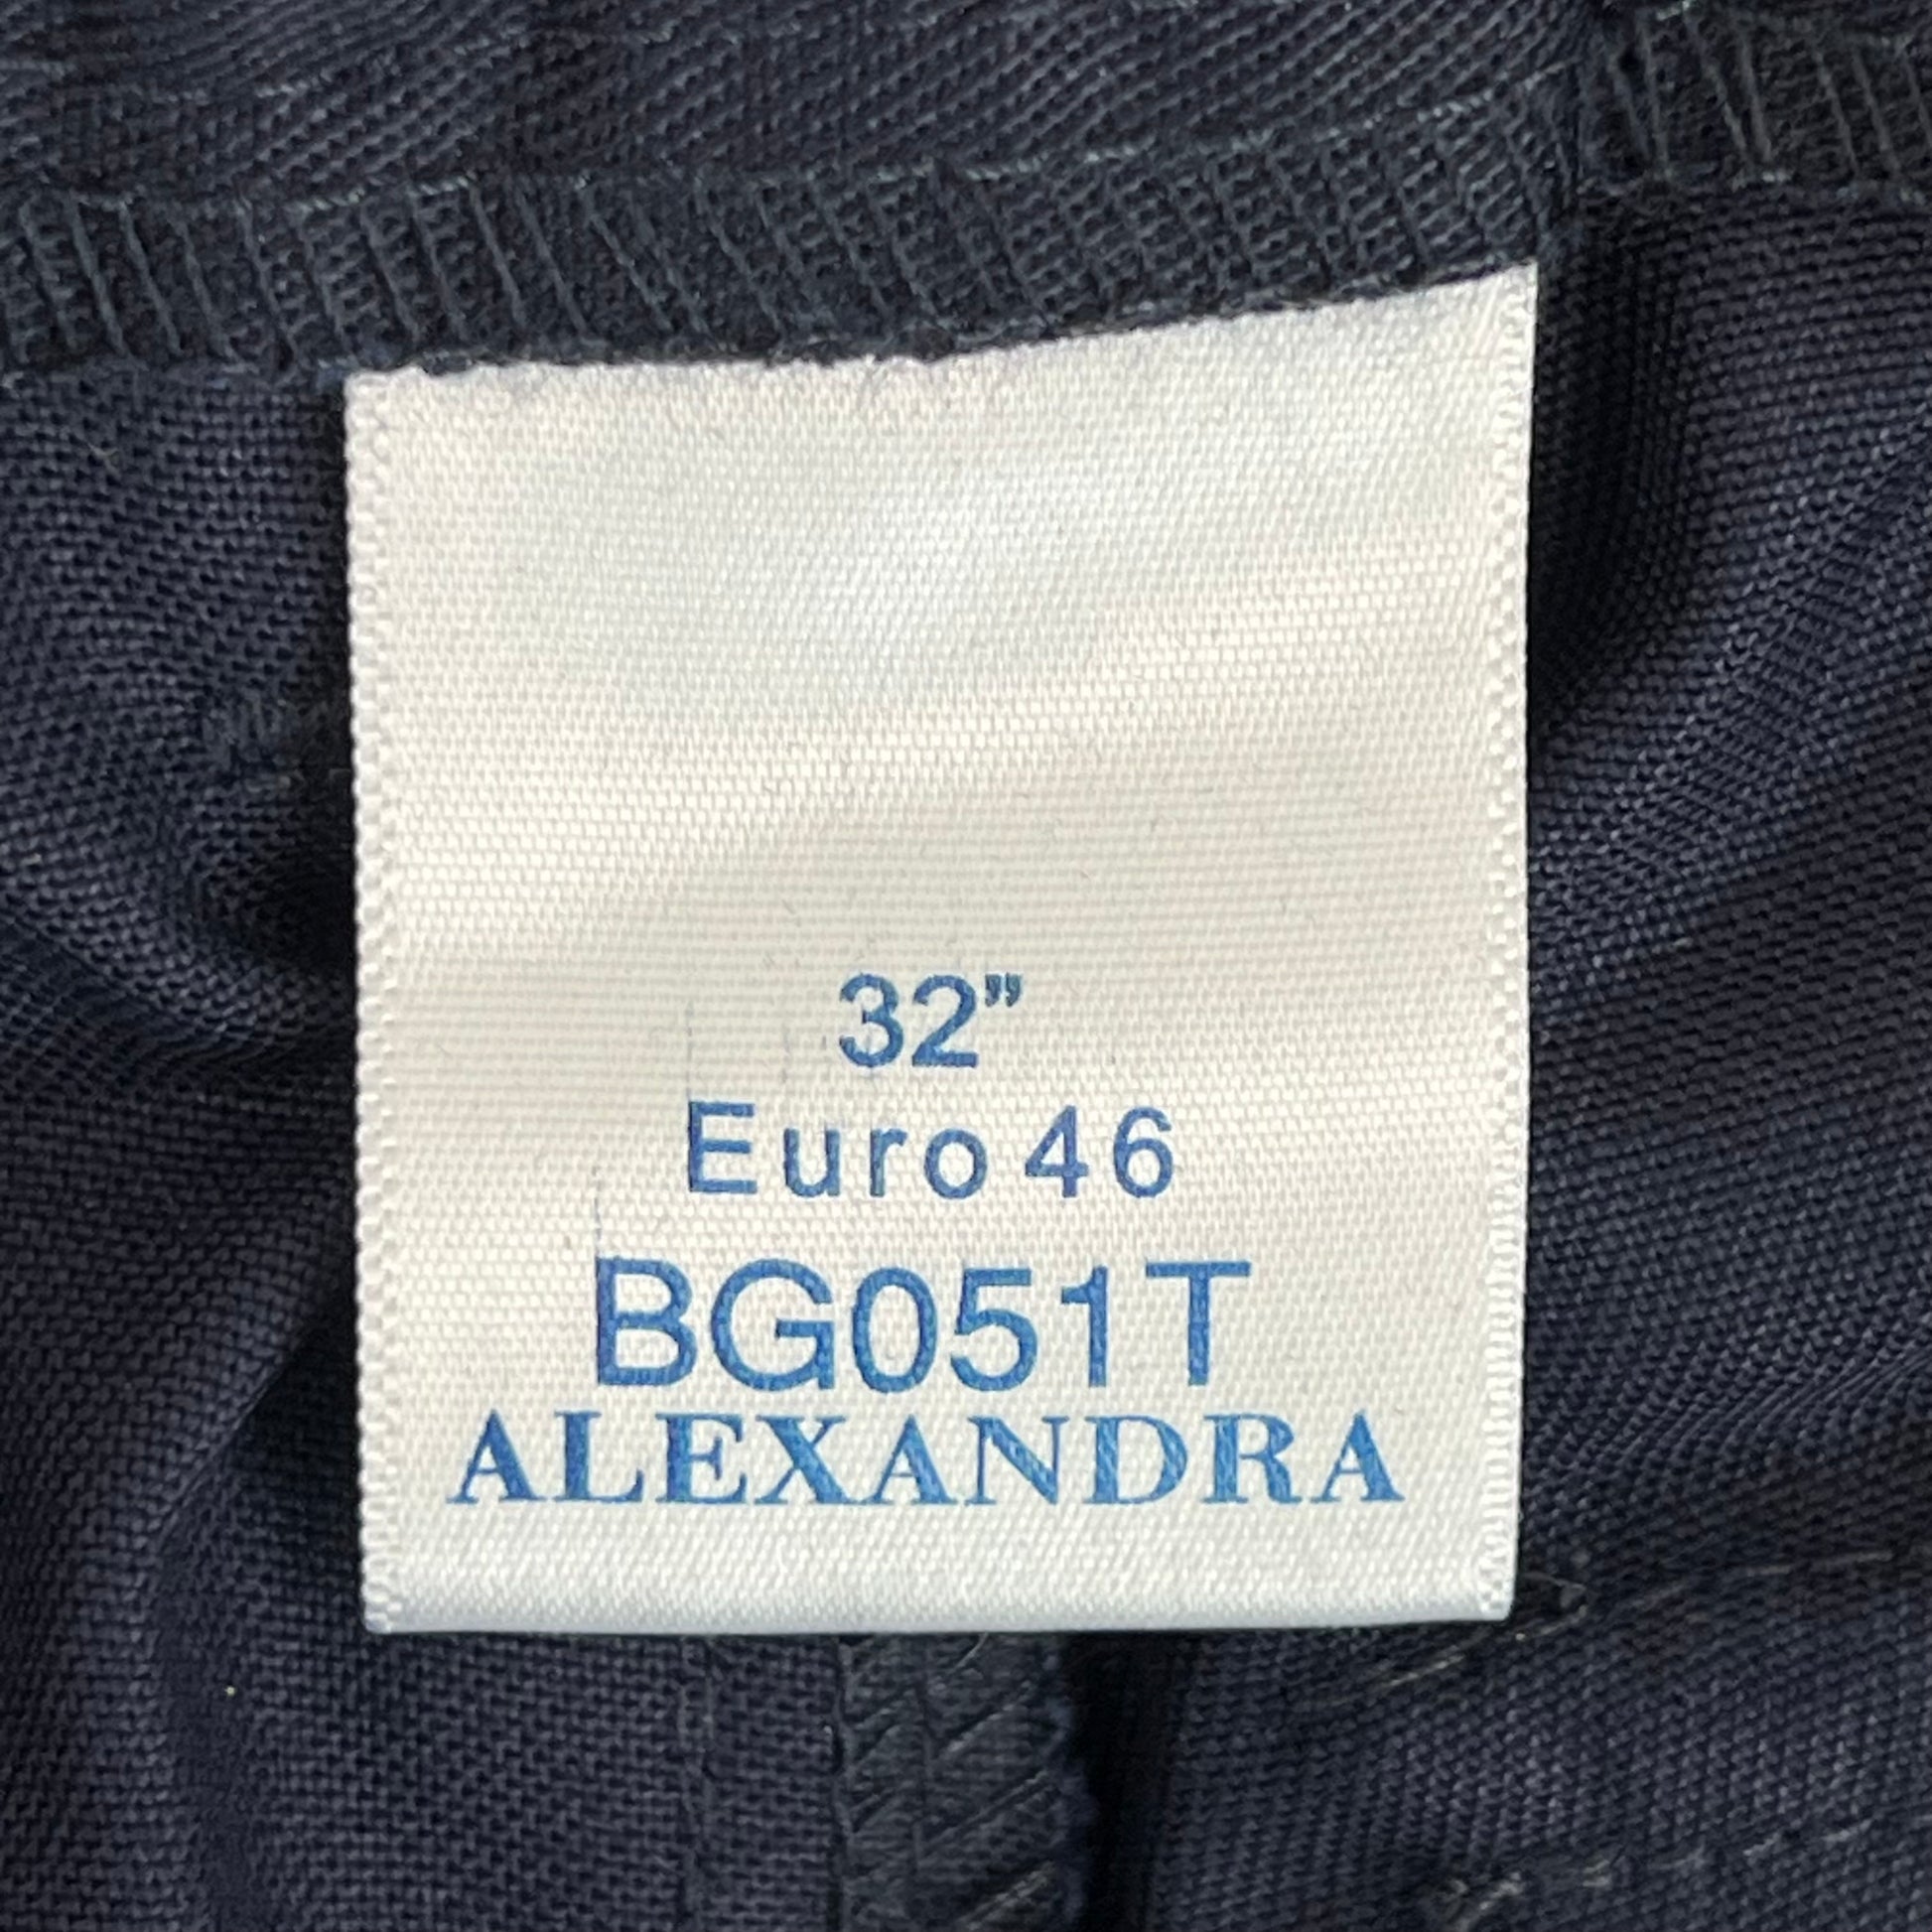 32”
Euro 46
BG051T
ALEXANDRA